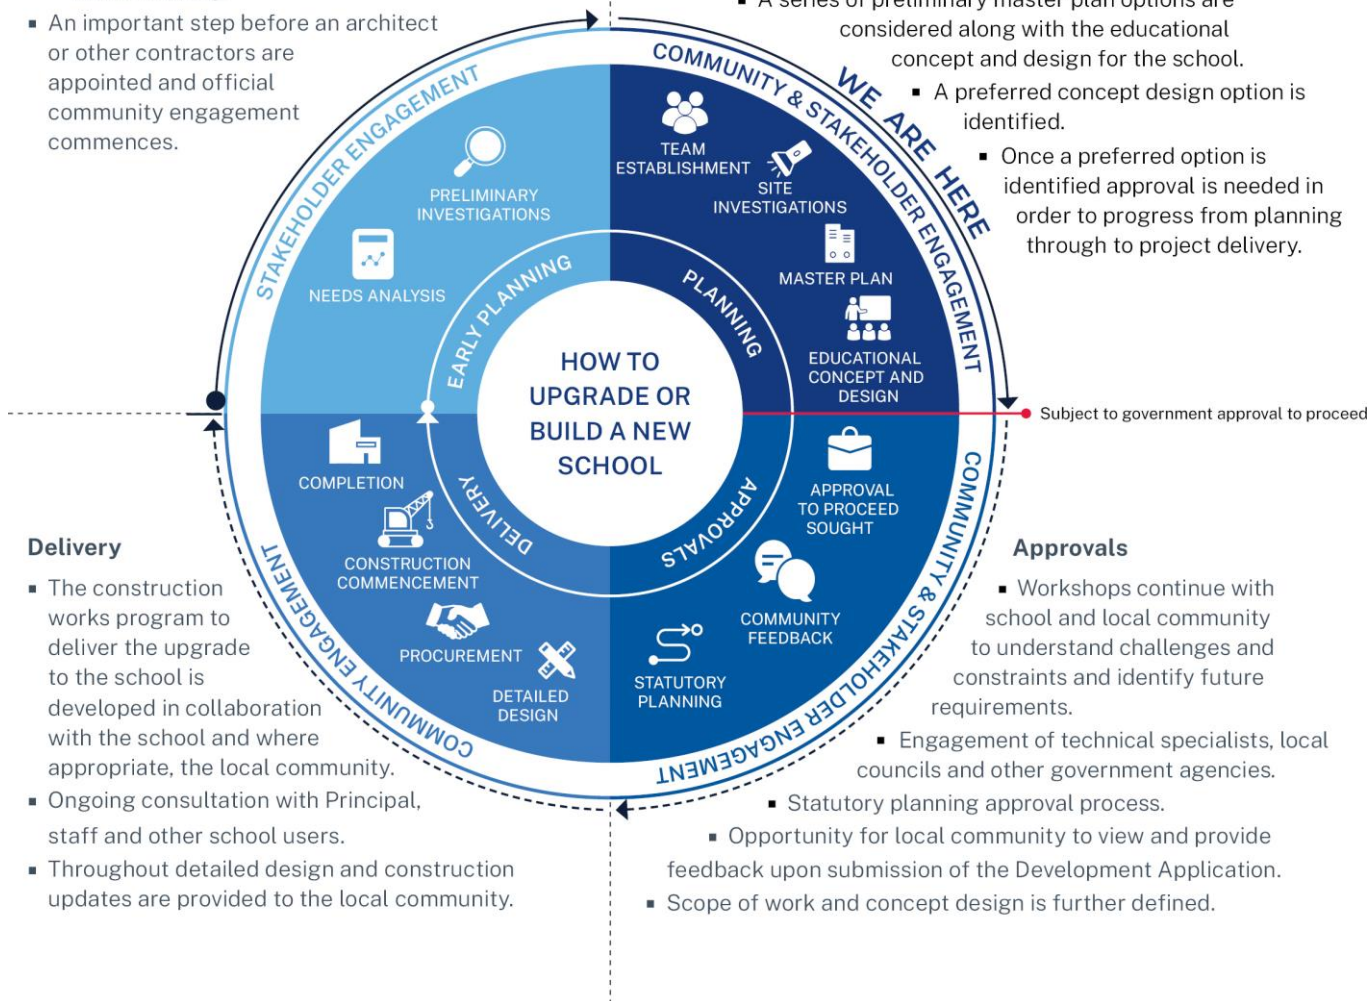 ▪ An important step before an architect
or other contractors are
appointed and official
community engagement
commences.
▪ A series of preliminary master plan options are
considered along with the educational
concept and design for the school.
▪ A preferred concept design option is
identified.
▪ Once a preferred option is
identified approval is needed in
order to progress from planning
through to project delivery.
WE ARE HERE
STAKEHOLDER ENGAGEMENT
COMMUNITY & STAKEHOLDER ENGAGEMENT
PRELIMINARY
INVESTIGATIONS
NEEDS ANALYSIS
EARLY PLANNING
TEAM
ESTABLISHMENT
SITE
INVESTIGATIONS
MASTER PLAN
EDUCATIONAL
CONCEPT AND
DESIGN
PLANNING
HOW TO
UPGRADE OR
BUILD A NEW
SCHOOL
Subject to government approval to proceed
APPROVAL
TO PROCEED
SOUGHT
COMMUNITY
FEEDBACK
STATUTORY
PLANNING
APPROVALS
COMMUNITY & STAKEHOLDER ENGAGEMENT
DETAILED
DESIGN
PROCUREMENT
CONSTRUCTION
COMMENCEMENT
COMPLETION
DELIVERY
COMMUNITY ENGAGEMENT
Delivery
▪ The construction
works program to
deliver the upgrade
to the school is
developed in collaboration
with the school and where
appropriate, the local community.
▪ Ongoing consultation with Principal,
staff and other school users.
▪ Throughout detailed design and construction
updates are provided to the local community.
Approvals
▪ Workshops continue with
school and local community
to understand challenges and
constraints and identify future
requirements.
▪ Engagement of technical specialists, local
councils and other government agencies.
▪ Statutory planning approval process.
▪ Opportunity for local community to view and provide
feedback upon submission of the Development Application.
▪ Scope of work and concept design is further defined.